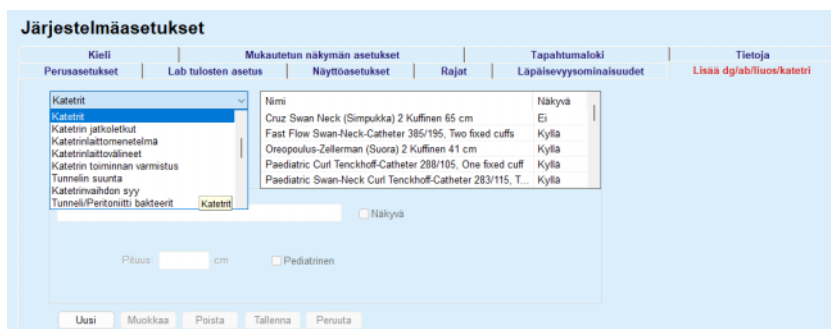 Järjestelmäasetukset
Kieli Mukautetun näkymän asetukset Tapahtumaloki Tietoja
Perusasetukset Lab tulosten asetus Näyttöasetukset Rajat Läpäisevyysominaisuudet Lisää dg/ab/liuos/katetri
Katetrit
Katetrit
Katetrin jatkoletkut
Katetrinlaittomenetelmä
Katetrinlaittovälineet
Katetrin toiminnan varmistus
Tunnelin suunta
Katetrinvaihdon syy
Tunneli/Peritoniitti bakteerit
Katetrit
Nimi Näkyvä
Cruz Swan Neck (Simpukka) 2 Kuffinen 65 cm Ei
Fast Flow Swan-Neck-Catheter 385/195, Two fixed cuffs Kyllä
Oreopoulus-Zellerman (Suora) 2 Kuffinen 41 cm Kyllä
Paediatric Curl Tenckhoff-Catheter 288/105, One fixed cuff Kyllä
Paediatric Swan-Neck Curl Tenckhoff-Catheter 283/115, T... Kyllä
Näkyvä
Pituus: cm Pediatrinen
Uusi Muokkaa Poista Tallenna Peruuta